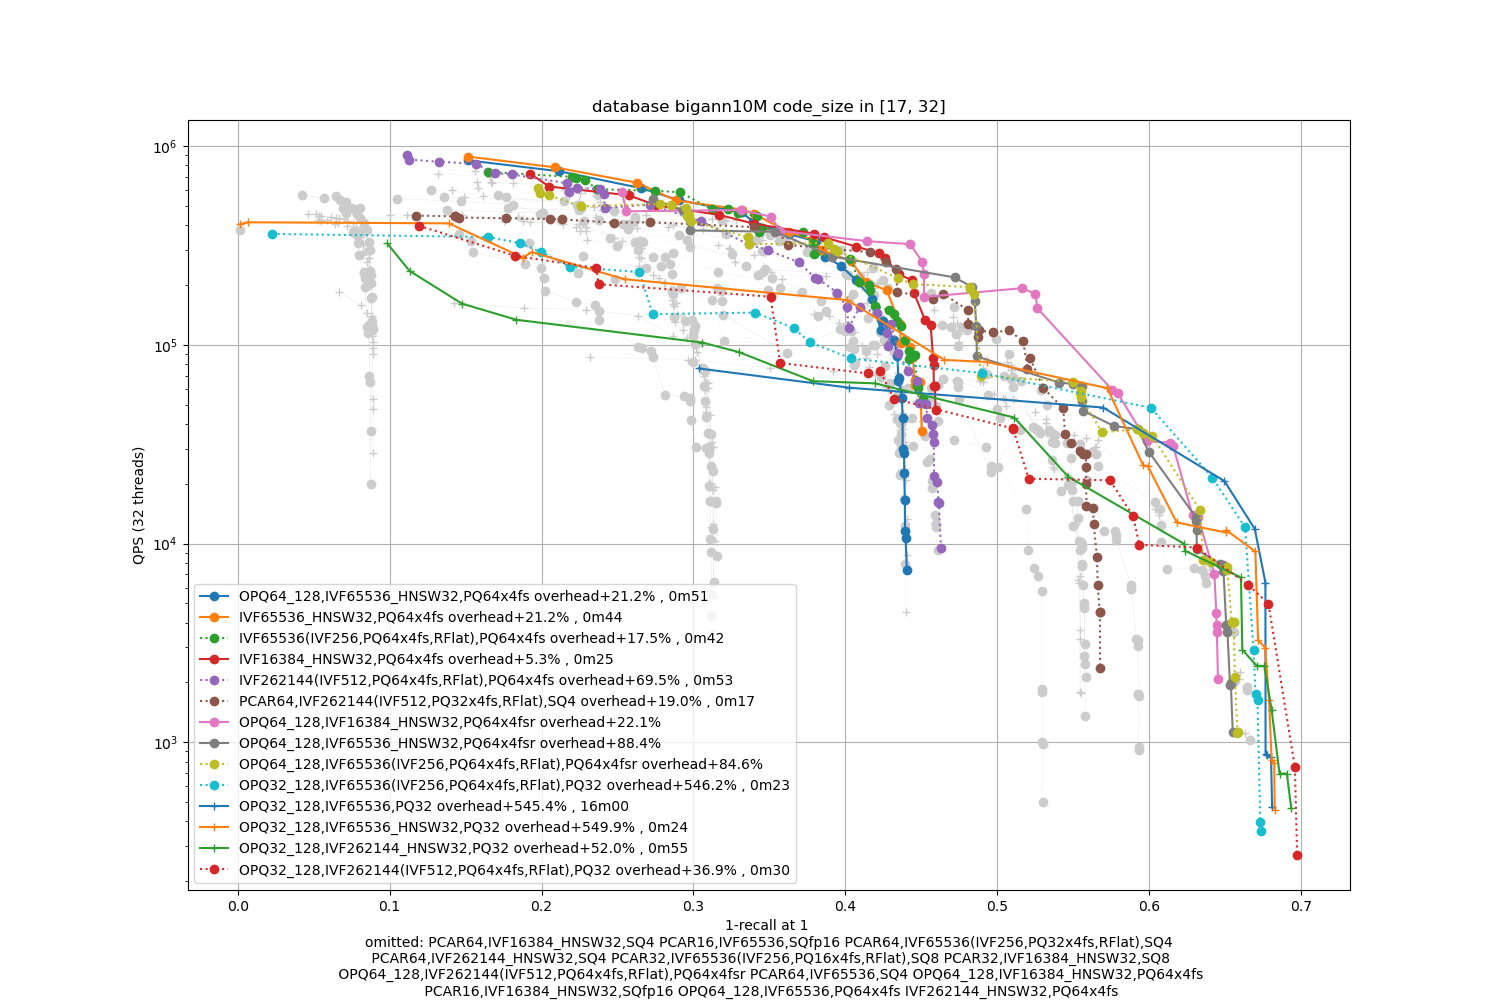 database bigann10M code_size in [17, 32]
10^6
10^5
10^4
10^3
QPS (32 threads)
OPQ64_128,IVF65536_HNSW32,PQ64x4fs overhead+21.2% , 0m51
IVF65536_HNSW32,PQ64x4fs overhead+21.2% , 0m44
IVF65536(IVF256,PQ64x4fs,RFlat),PQ64x4fs overhead+17.5% , 0m42
IVF16384_HNSW32,PQ64x4fs overhead+5.3% , 0m25
IVF262144(IVF512,PQ64x4fs,RFlat),PQ64x4fs overhead+69.5% , 0m53
PCAR64,IVF262144(IVF512,PQ32x4fs,RFlat),SQ4 overhead+19.0% , 0m17
OPQ64_128,IVF16384_HNSW32,PQ64x4fsr overhead+22.1%
OPQ64_128,IVF65536_HNSW32,PQ64x4fsr overhead+88.4%
OPQ64_128,IVF65536(IVF256,PQ64x4fs,RFlat),PQ64x4fsr overhead+84.6%
OPQ32_128,IVF65536(IVF256,PQ64x4fs,RFlat),PQ32 overhead+546.2% , 0m23
OPQ32_128,IVF65536,PQ32 overhead+545.4% , 16m00
OPQ32_128,IVF65536_HNSW32,PQ32 overhead+549.9% , 0m24
OPQ32_128,IVF262144_HNSW32,PQ32 overhead+52.0% , 0m55
OPQ32_128,IVF262144(IVF512,PQ64x4fs,RFlat),PQ32 overhead+36.9% , 0m30
0.0 0.1 0.2 0.3 0.4 0.5 0.6 0.7
1-recall at 1
omitted: PCAR64,IVF16384_HNSW32,SQ4 PCAR16,IVF65536,SQfp16 PCAR64,IVF65536(IVF256,PQ32x4fs,RFlat),SQ4
PCAR64,IVF262144_HNSW32,SQ4 PCAR32,IVF65536(IVF256,PQ16x4fs,RFlat),SQ8 PCAR32,IVF16384_HNSW32,SQ8
OPQ64_128,IVF262144(IVF512,PQ64x4fs,RFlat),PQ64x4fsr PCAR64,IVF65536,SQ4 OPQ64_128,IVF16384_HNSW32,PQ64x4fs
PCAR16,IVF16384_HNSW32,SQfp16 OPQ64_128,IVF65536,PQ64x4fs IVF262144_HNSW32,PQ64x4fs